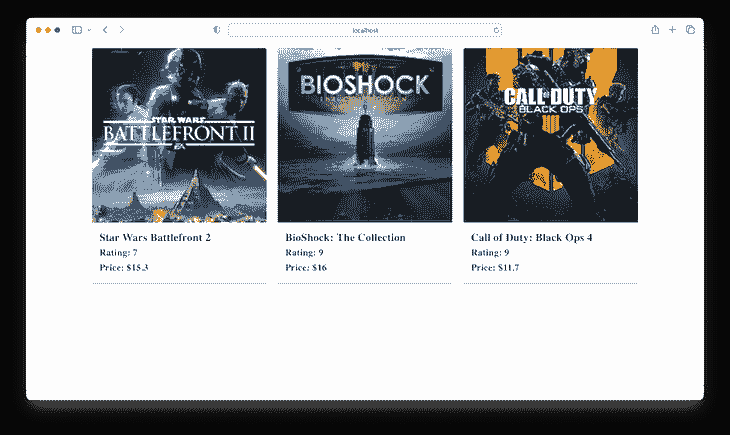 localhost
STAR WARS
BATTLEFRONT II
EA
BIOSHOCK
CALL OF DUTY
BLACK OPS
Star Wars Battlefront 2
Rating: 7
Price: $15.3
BioShock: The Collection
Rating: 9
Price: $16
Call of Duty: Black Ops 4
Rating: 9
Price: $11.7